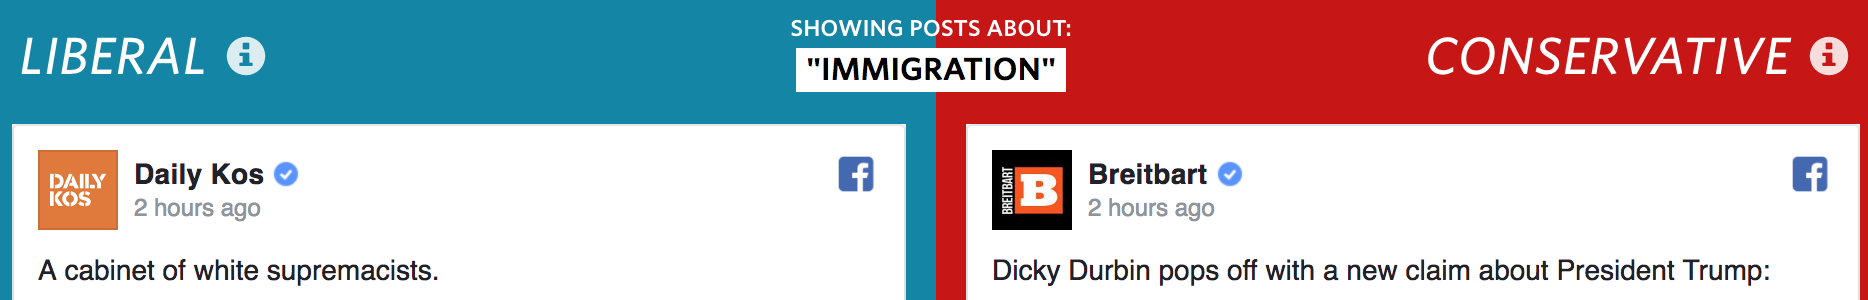 LIBERAL
SHOWING POSTS ABOUT:
"IMMIGRATION"
CONSERVATIVE
DAILY
KOS
Daily Kos
2 hours ago
A cabinet of white supremacists.
BREITBART
B
Breitbart
2 hours ago
Dicky Durbin pops off with a new claim about President Trump: